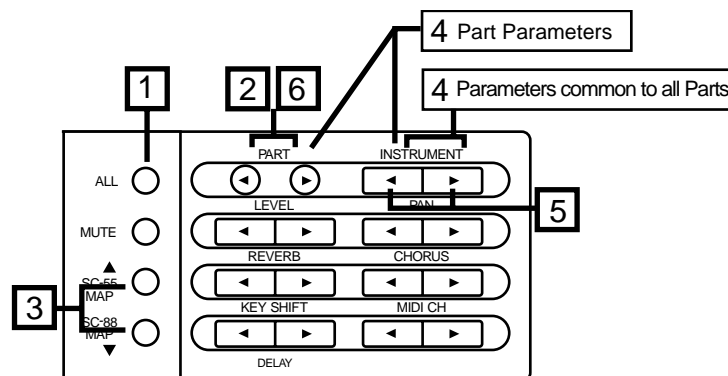 4 Part Parameters
4 Parameters common to all Parts
1
2 6
PART
INSTRUMENT
ALL
LEVEL
PAN
5
MUTE
REVERB
CHORUS
SC-55
MAP
3
KEY SHIFT
MIDI CH
SC-88
MAP
DELAY